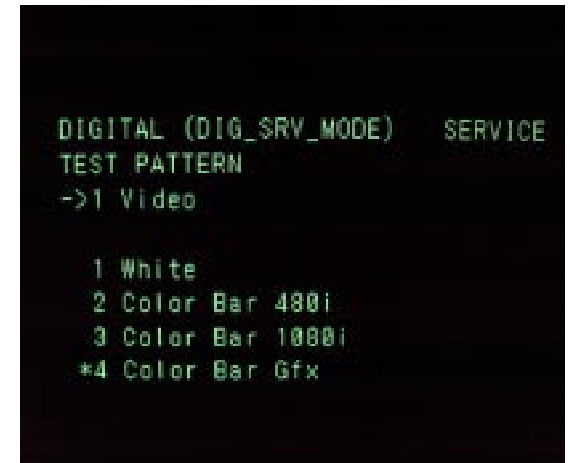 DIGITAL (DIG_SRV_MODE) SERVICE
TEST PATTERN
->1 Video
1 White
2 Color Bar 480i
3 Color Bar 1080i
*4 Color Bar Gfx